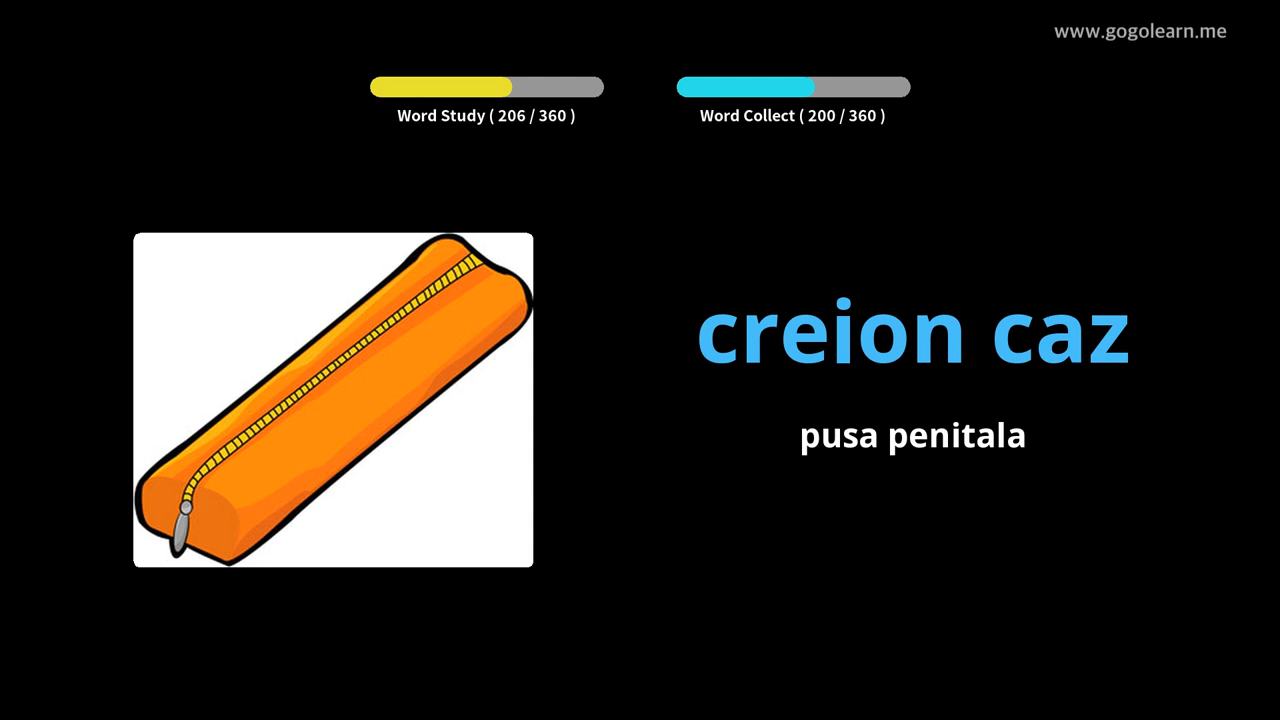 www.gogolearn.me
Word Study ( 206 / 360 )
Word Collect ( 200 / 360 )
creion caz
pusa penitala